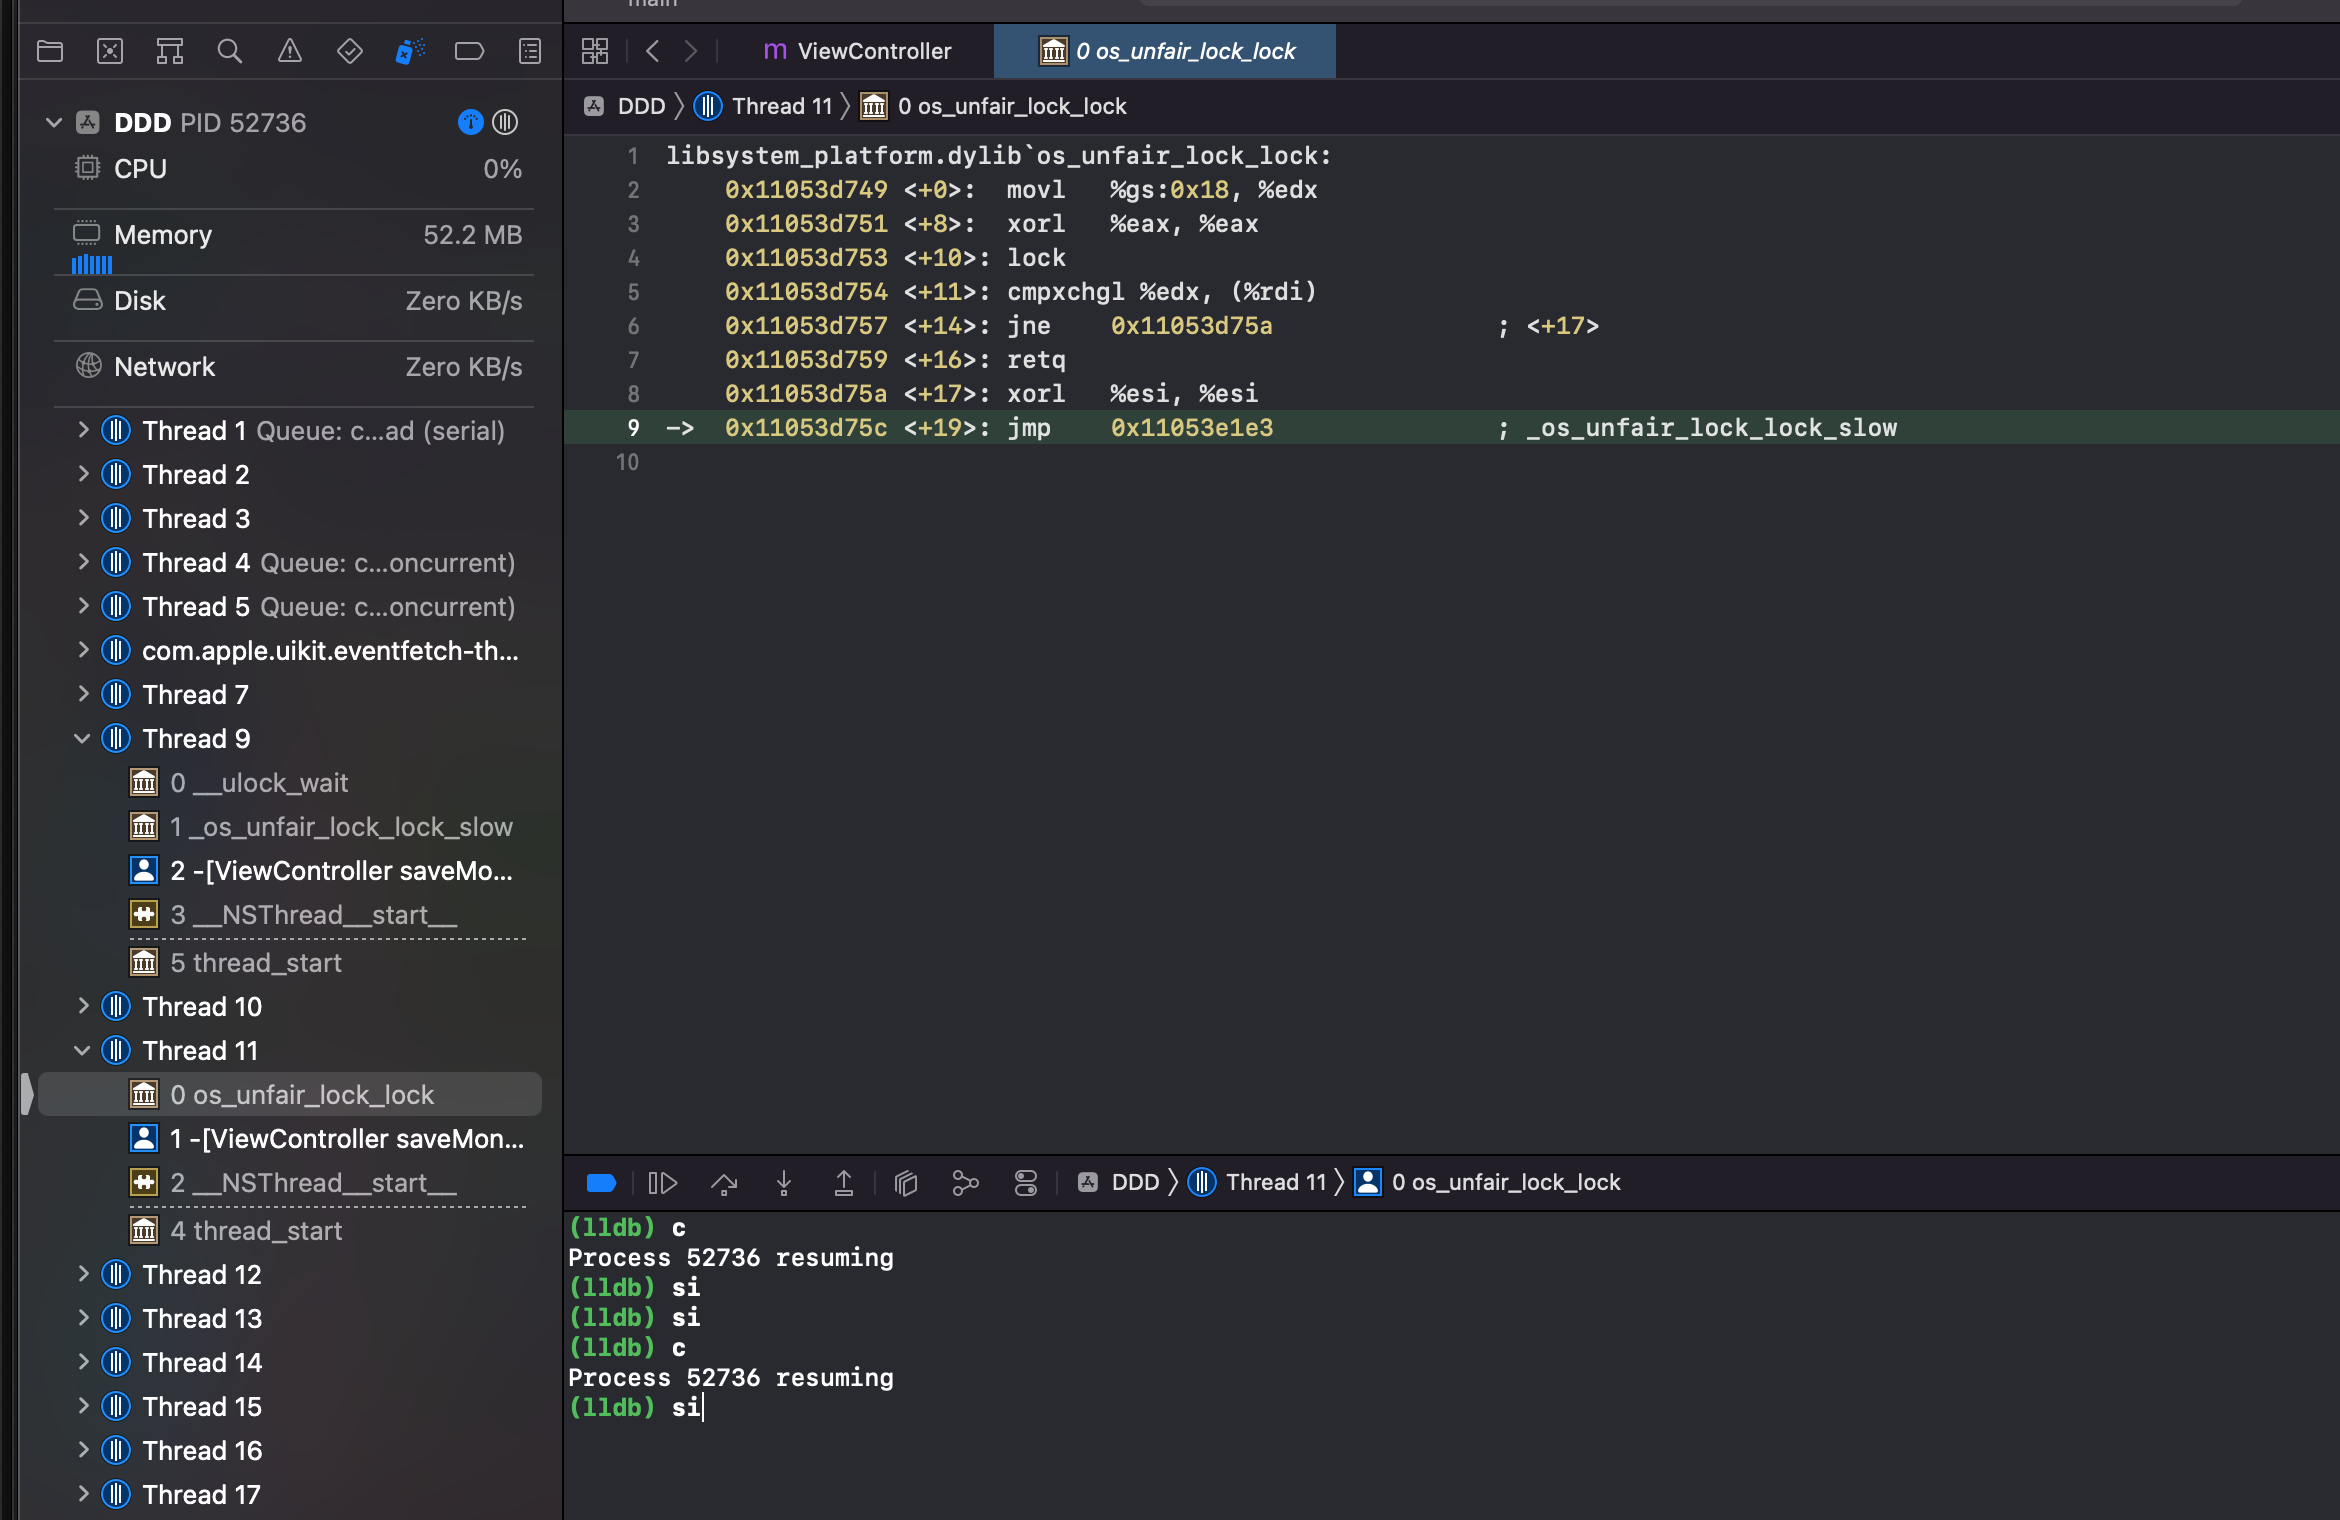 main
ViewController
0 os_unfair_lock_lock
DDD PID 52736
CPU 0%
Memory 52.2 MB
Disk Zero KB/s
Network Zero KB/s
Thread 1 Queue: c...ad (serial)
Thread 2
Thread 3
Thread 4 Queue: c...oncurrent)
Thread 5 Queue: c...oncurrent)
com.apple.uikit.eventfetch-th...
Thread 7
Thread 9
0 __ulock_wait
1 _os_unfair_lock_lock_slow
2 -[ViewController saveMo...
3 __NSThread__start__
5 thread_start
Thread 10
Thread 11
0 os_unfair_lock_lock
1 -[ViewController saveMon...
2 __NSThread__start__
4 thread_start
Thread 12
Thread 13
Thread 14
Thread 15
Thread 16
Thread 17
DDD Thread 11 0 os_unfair_lock_lock
1 libsystem_platform.dylib`os_unfair_lock_lock:
2 0x11053d749 <+0>: movl %gs:0x18, %edx
3 0x11053d751 <+8>: xorl %eax, %eax
4 0x11053d753 <+10>: lock
5 0x11053d754 <+11>: cmpxchgl %edx, (%rdi)
6 0x11053d757 <+14>: jne 0x11053d75a ; <+17>
7 0x11053d759 <+16>: retq
8 0x11053d75a <+17>: xorl %esi, %esi
9 -> 0x11053d75c <+19>: jmp 0x11053e1e3 ; _os_unfair_lock_lock_slow
10
DDD Thread 11 0 os_unfair_lock_lock
(lldb) c
Process 52736 resuming
(lldb) si
(lldb) si
(lldb) c
Process 52736 resuming
(lldb) si